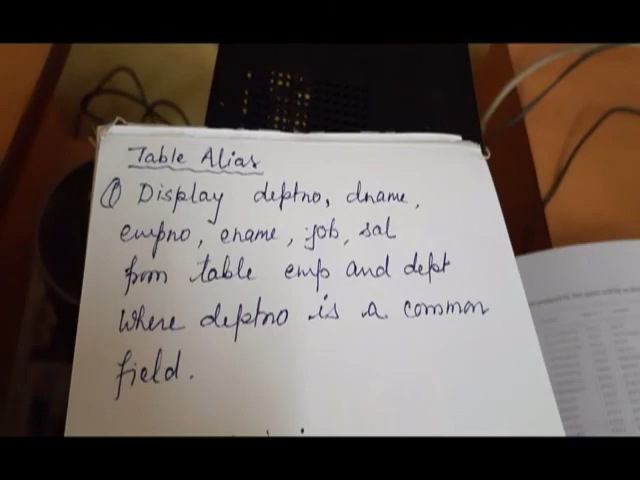 Table Alias
Q Display deptno, dname,
empno, ename, job, sal
from table emp and dept
where deptno is a common
field.